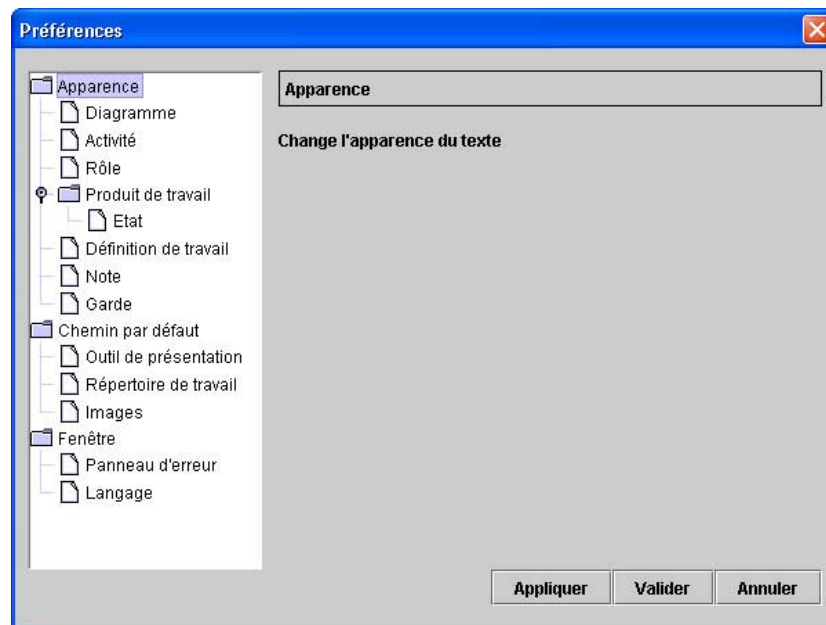 Préférences
Apparence
Diagramme
Activité
Rôle
Produit de travail
Etat
Définition de travail
Note
Garde
Chemin par défaut
Outil de présentation
Répertoire de travail
Images
Fenêtre
Panneau d'erreur
Langage
Apparence
Change l'apparence du texte
Appliquer Valider Annuler